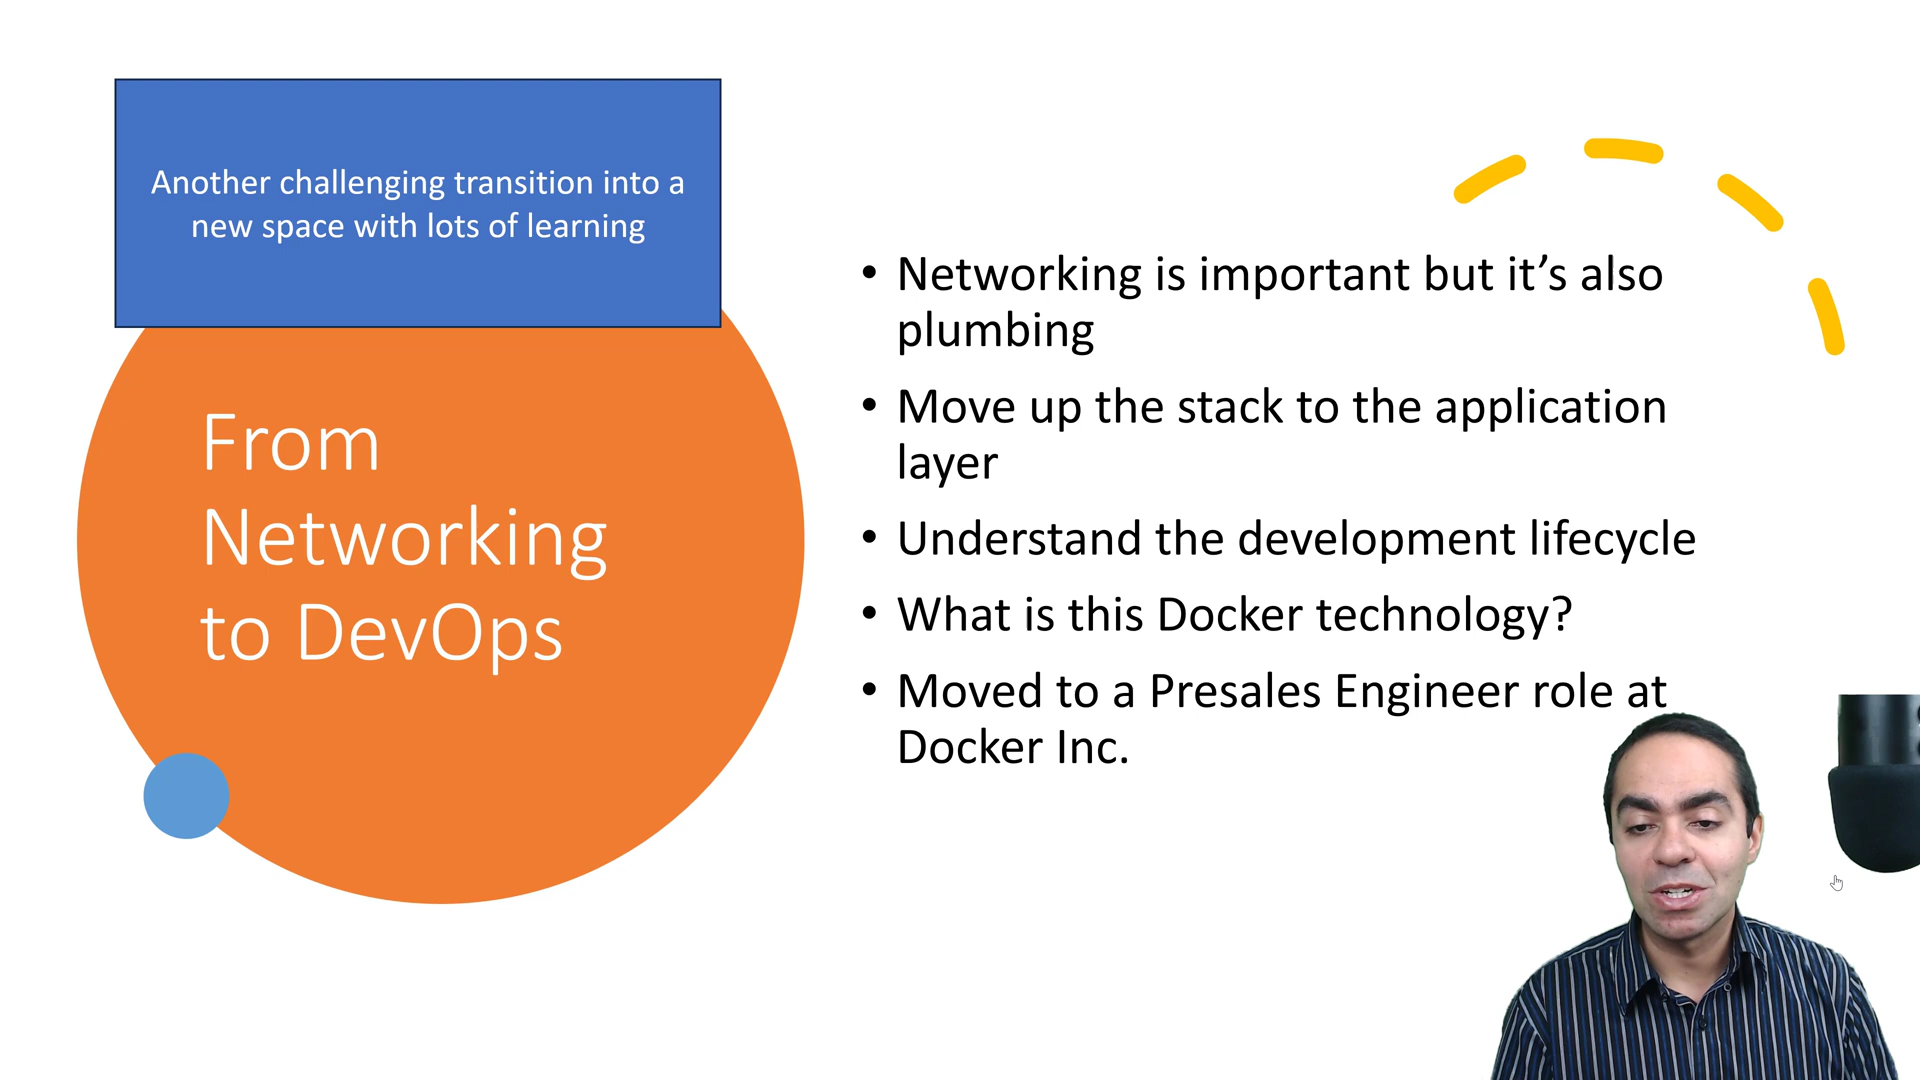 Another challenging transition into a
new space with lots of learning
From
Networking
to DevOps
• Networking is important but it’s also
plumbing
• Move up the stack to the application
layer
• Understand the development lifecycle
• What is this Docker technology?
• Moved to a Presales Engineer role at
Docker Inc.